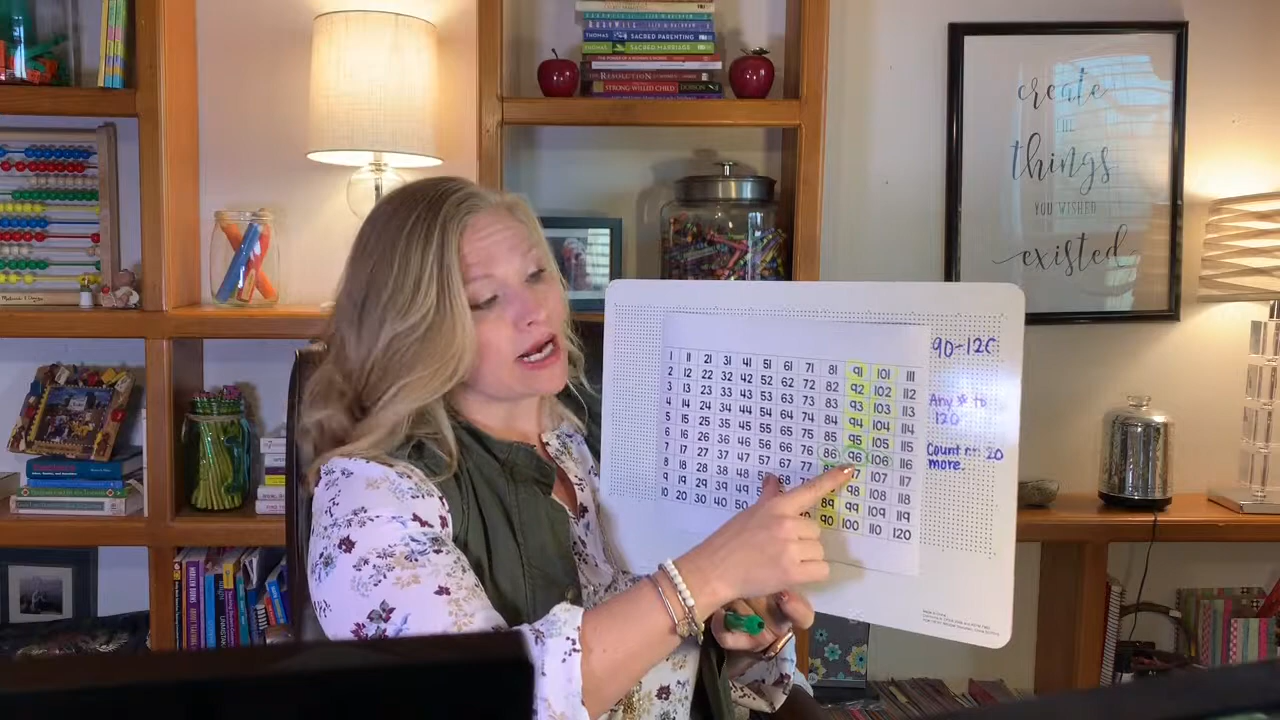 THOMAS SACRED PARENTING
THOMAS SACRED MARRIAGE
REVOLUTION
STRONG WILLED CHILD DOBSON
create
THE
things
YOU WISHED
existed
90-120
Any # to
120
Count
20
more.
1 11 21 31 41 51 61 71 81 91 101 111
2 12 22 32 42 52 62 72 82 92 102 112
3 13 23 33 43 53 63 73 83 93 103 113
4 14 24 34 44 54 64 74 84 94 104 114
5 15 25 35 45 55 65 75 85 95 105 115
6 16 26 36 46 56 66 76 86 96 106 116
7 17 27 37 47 57 67 77 107 117
8 18 28 38 48 68 98 108 118
9 19 29 39 49 89 99 109 119
10 20 30 40 90 100 110 120